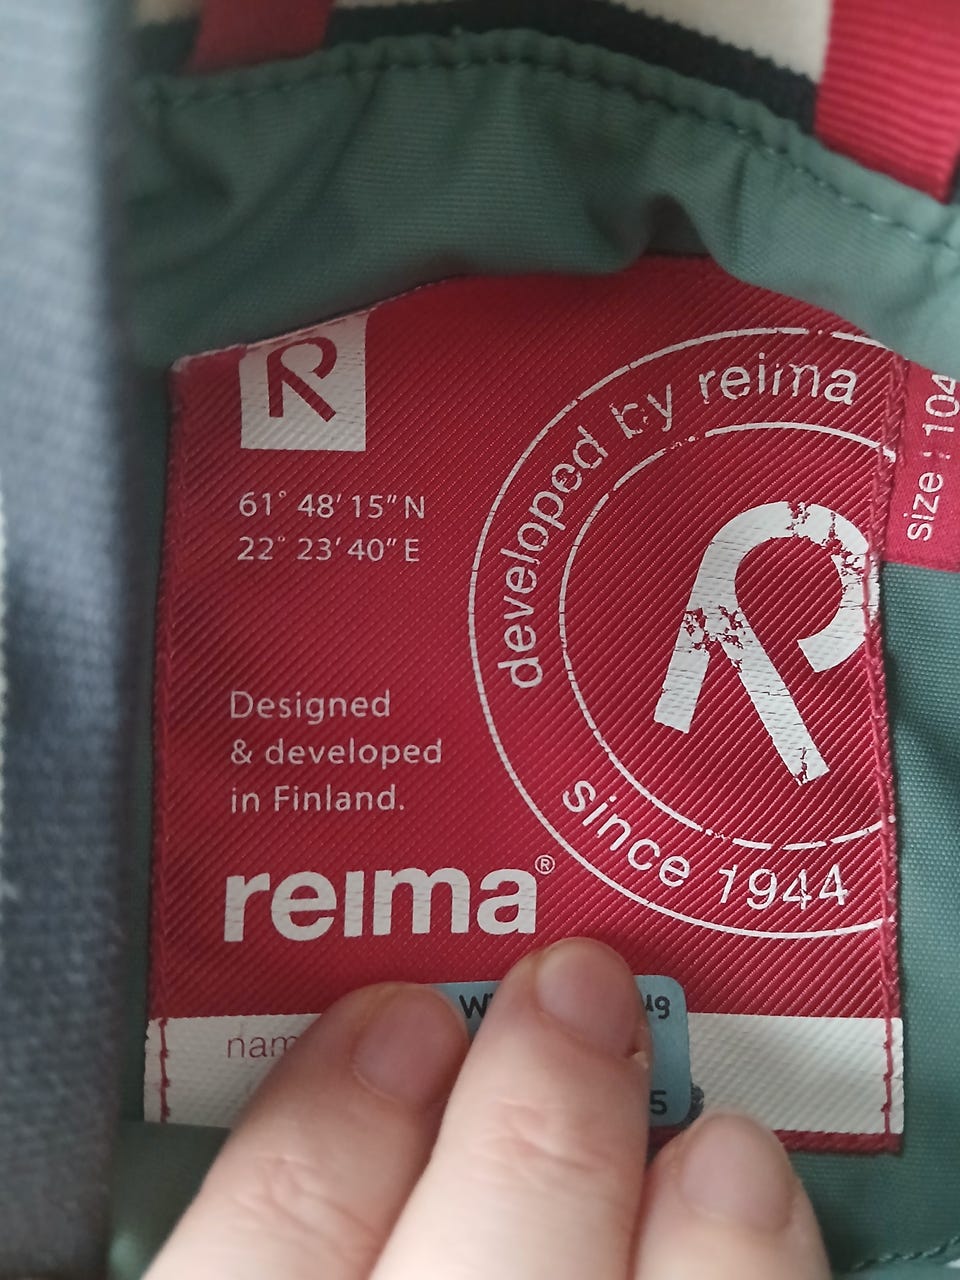 R
61° 48′ 15″ N
22° 23′ 40″ E
Designed
& developed
in Finland.
reima®
developed by reima
R
since 1944
size : 104